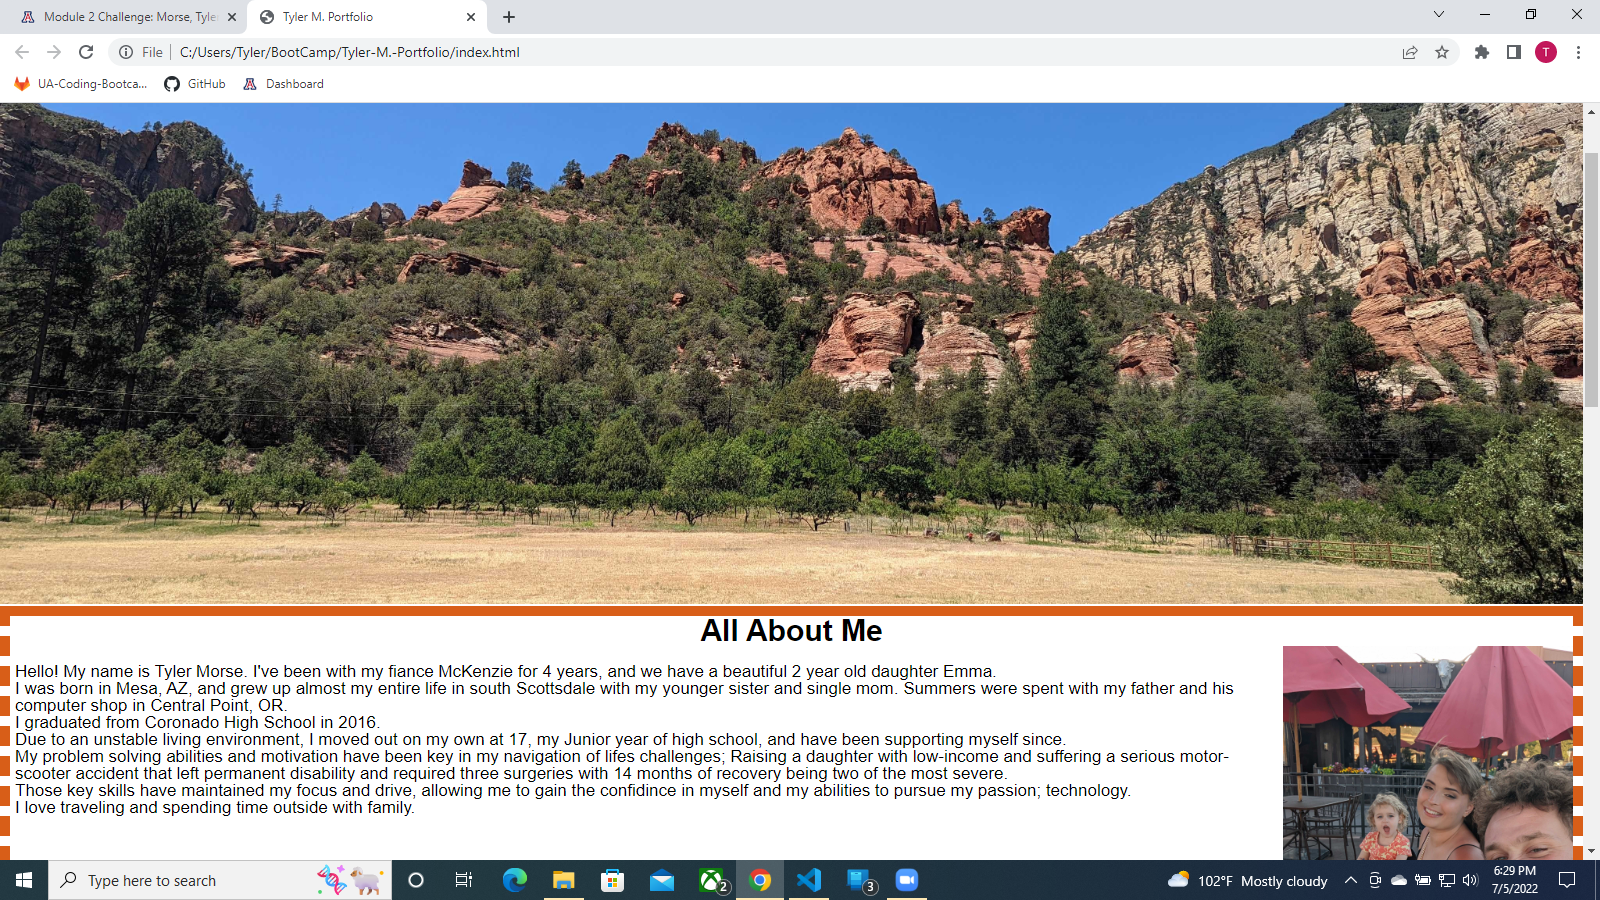 Module 2 Challenge: Morse, Tyle
Tyler M. Portfolio
File
C:/Users/Tyler/BootCamp/Tyler-M.-Portfolio/index.html
T
UA-Coding-Bootca...
GitHub
Dashboard
All About Me
Hello! My name is Tyler Morse. I've been with my fiance McKenzie for 4 years, and we have a beautiful 2 year old daughter Emma.
I was born in Mesa, AZ, and grew up almost my entire life in south Scottsdale with my younger sister and single mom. Summers were spent with my father and his
computer shop in Central Point, OR.
I graduated from Coronado High School in 2016.
Due to an unstable living environment, I moved out on my own at 17, my Junior year of high school, and have been supporting myself since.
My problem solving abilities and motivation have been key in my navigation of lifes challenges; Raising a daughter with low-income and suffering a serious motor-
scooter accident that left permanent disability and required three surgeries with 14 months of recovery being two of the most severe.
Those key skills have maintained my focus and drive, allowing me to gain the confidince in myself and my abilities to pursue my passion; technology.
I love traveling and spending time outside with family.
Type here to search
2
3
102°F Mostly cloudy
6:29 PM
7/5/2022